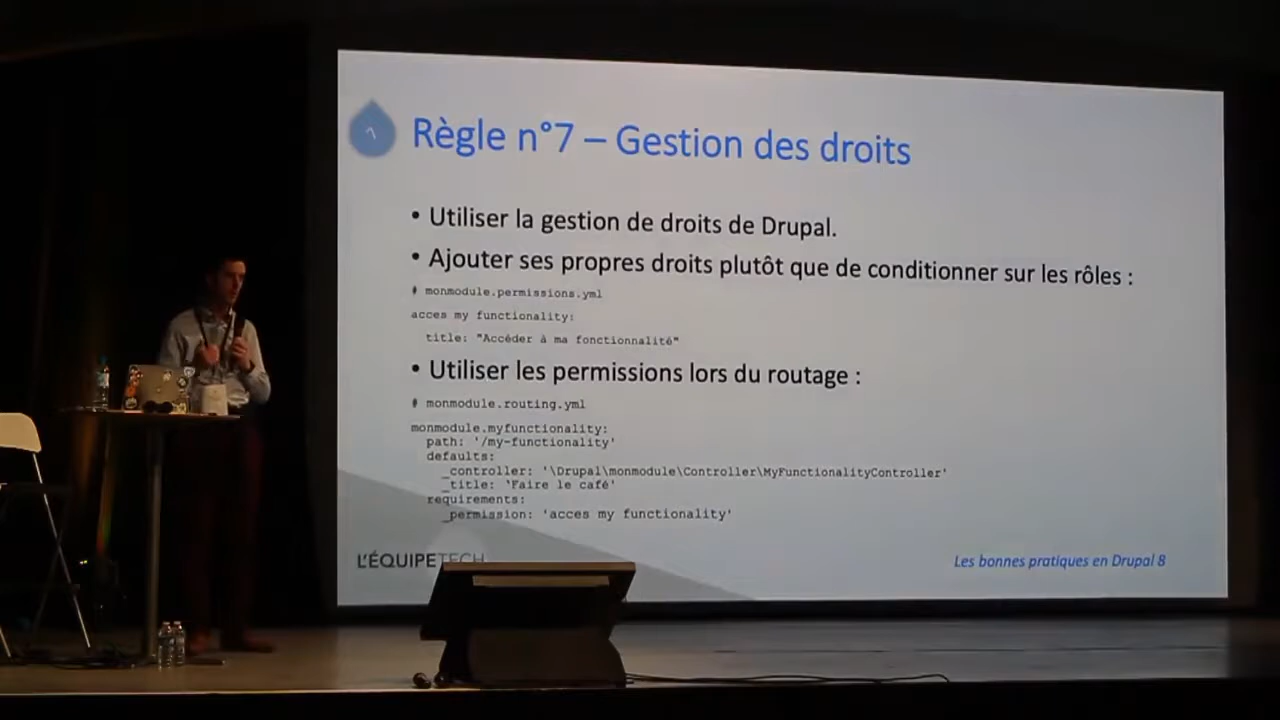 7
Règle n°7 – Gestion des droits
• Utiliser la gestion de droits de Drupal.
• Ajouter ses propres droits plutôt que de conditionner sur les rôles :
# monmodule.permissions.yml
acces my functionality:
title: "Accéder à ma fonctionnalité"
• Utiliser les permissions lors du routage :
# monmodule.routing.yml
monmodule.myfunctionality:
path: '/my-functionality'
defaults:
_controller: '\Drupal\monmodule\Controller\MyFunctionalityController'
_title: 'Faire le café'
requirements:
_permission: 'acces my functionality'
L'ÉQUIPETECH
Les bonnes pratiques en Drupal 8